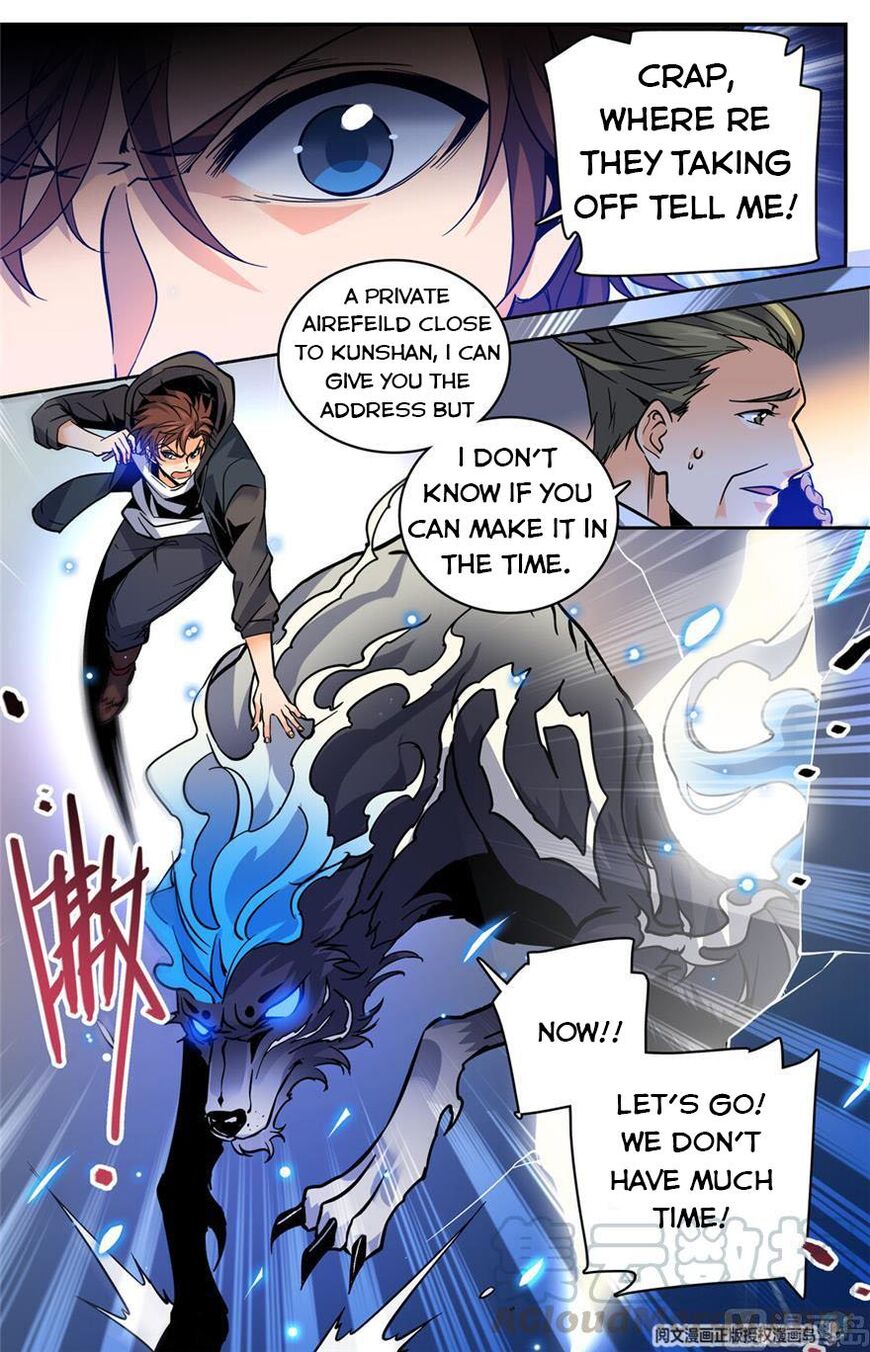 CRAP,
WHERE RE
THEY TAKING
OFF TELL ME!
A PRIVATE
AIREFEILD CLOSE
TO KUNSHAN, I CAN
GIVE YOU THE
ADDRESS BUT
I DON'T
KNOW IF YOU
CAN MAKE IT IN
THE TIME.
NOW!!
LET'S GO!
WE DON'T
HAVE MUCH
TIME!
阅文漫画正版授权漫画岛